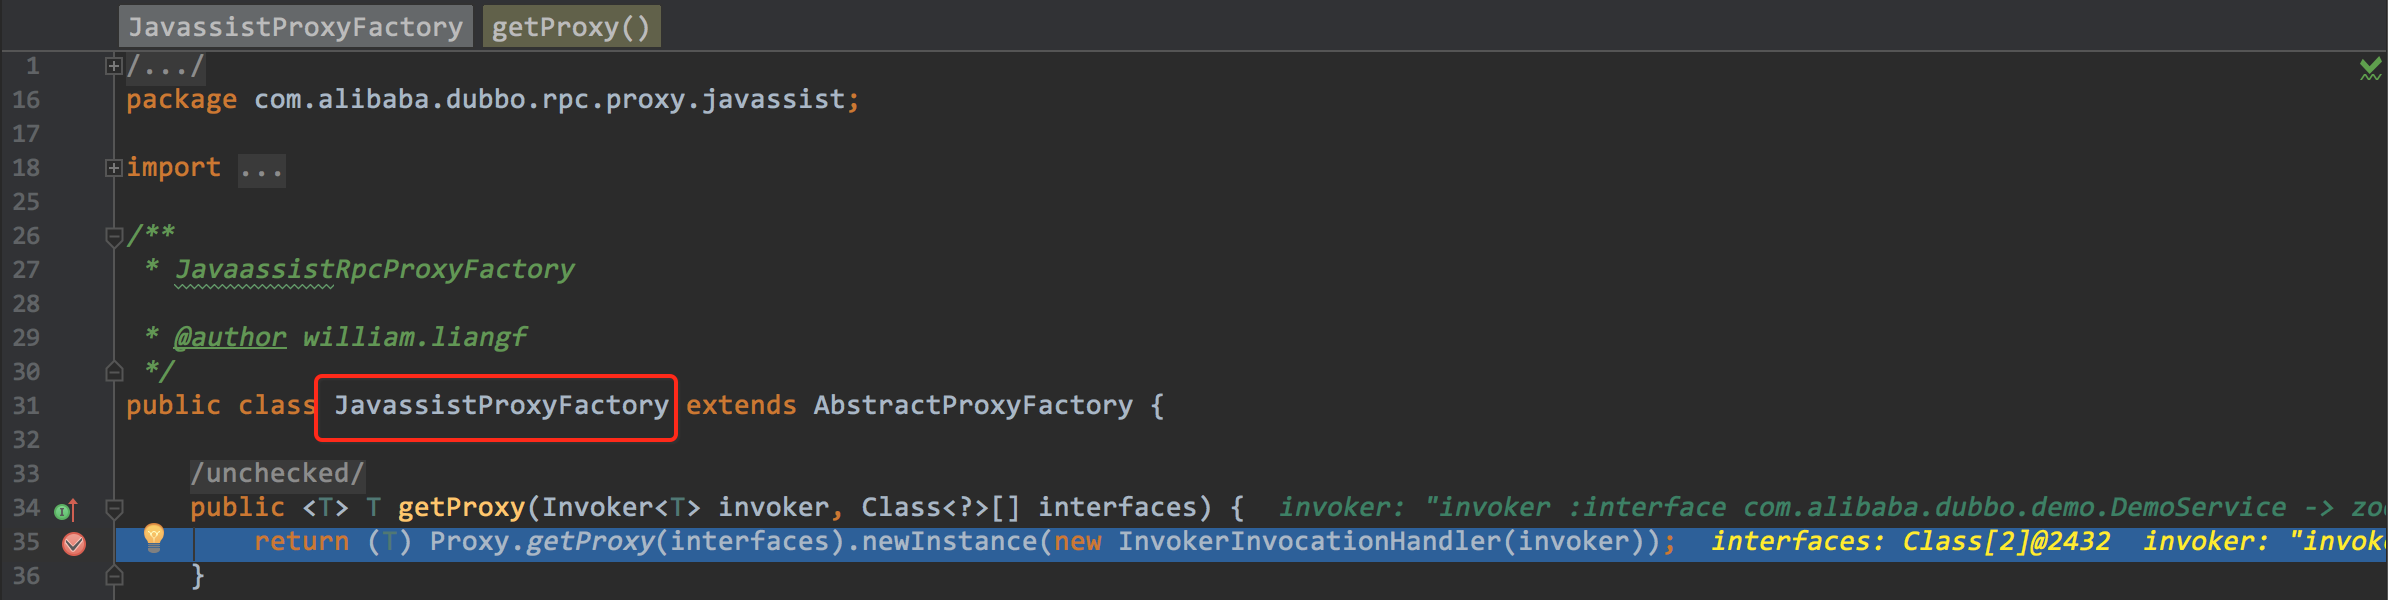 JavassistProxyFactory getProxy()
1 /.../
16 package com.alibaba.dubbo.rpc.proxy.javassist;
17
18 import ...
25
26 /**
27 * JavaassistRpcProxyFactory
28
29 * @author william.liangf
30 */
31 public class JavassistProxyFactory extends AbstractProxyFactory {
32
33 /unchecked/
34 public <T> T getProxy(Invoker<T> invoker, Class<?>[] interfaces) { invoker: "invoker :interface com.alibaba.dubbo.demo.DemoService -> zo
35 return (T) Proxy.getProxy(interfaces).newInstance(new InvokerInvocationHandler(invoker)); interfaces: Class[2]@2432 invoker: "invok
36 }